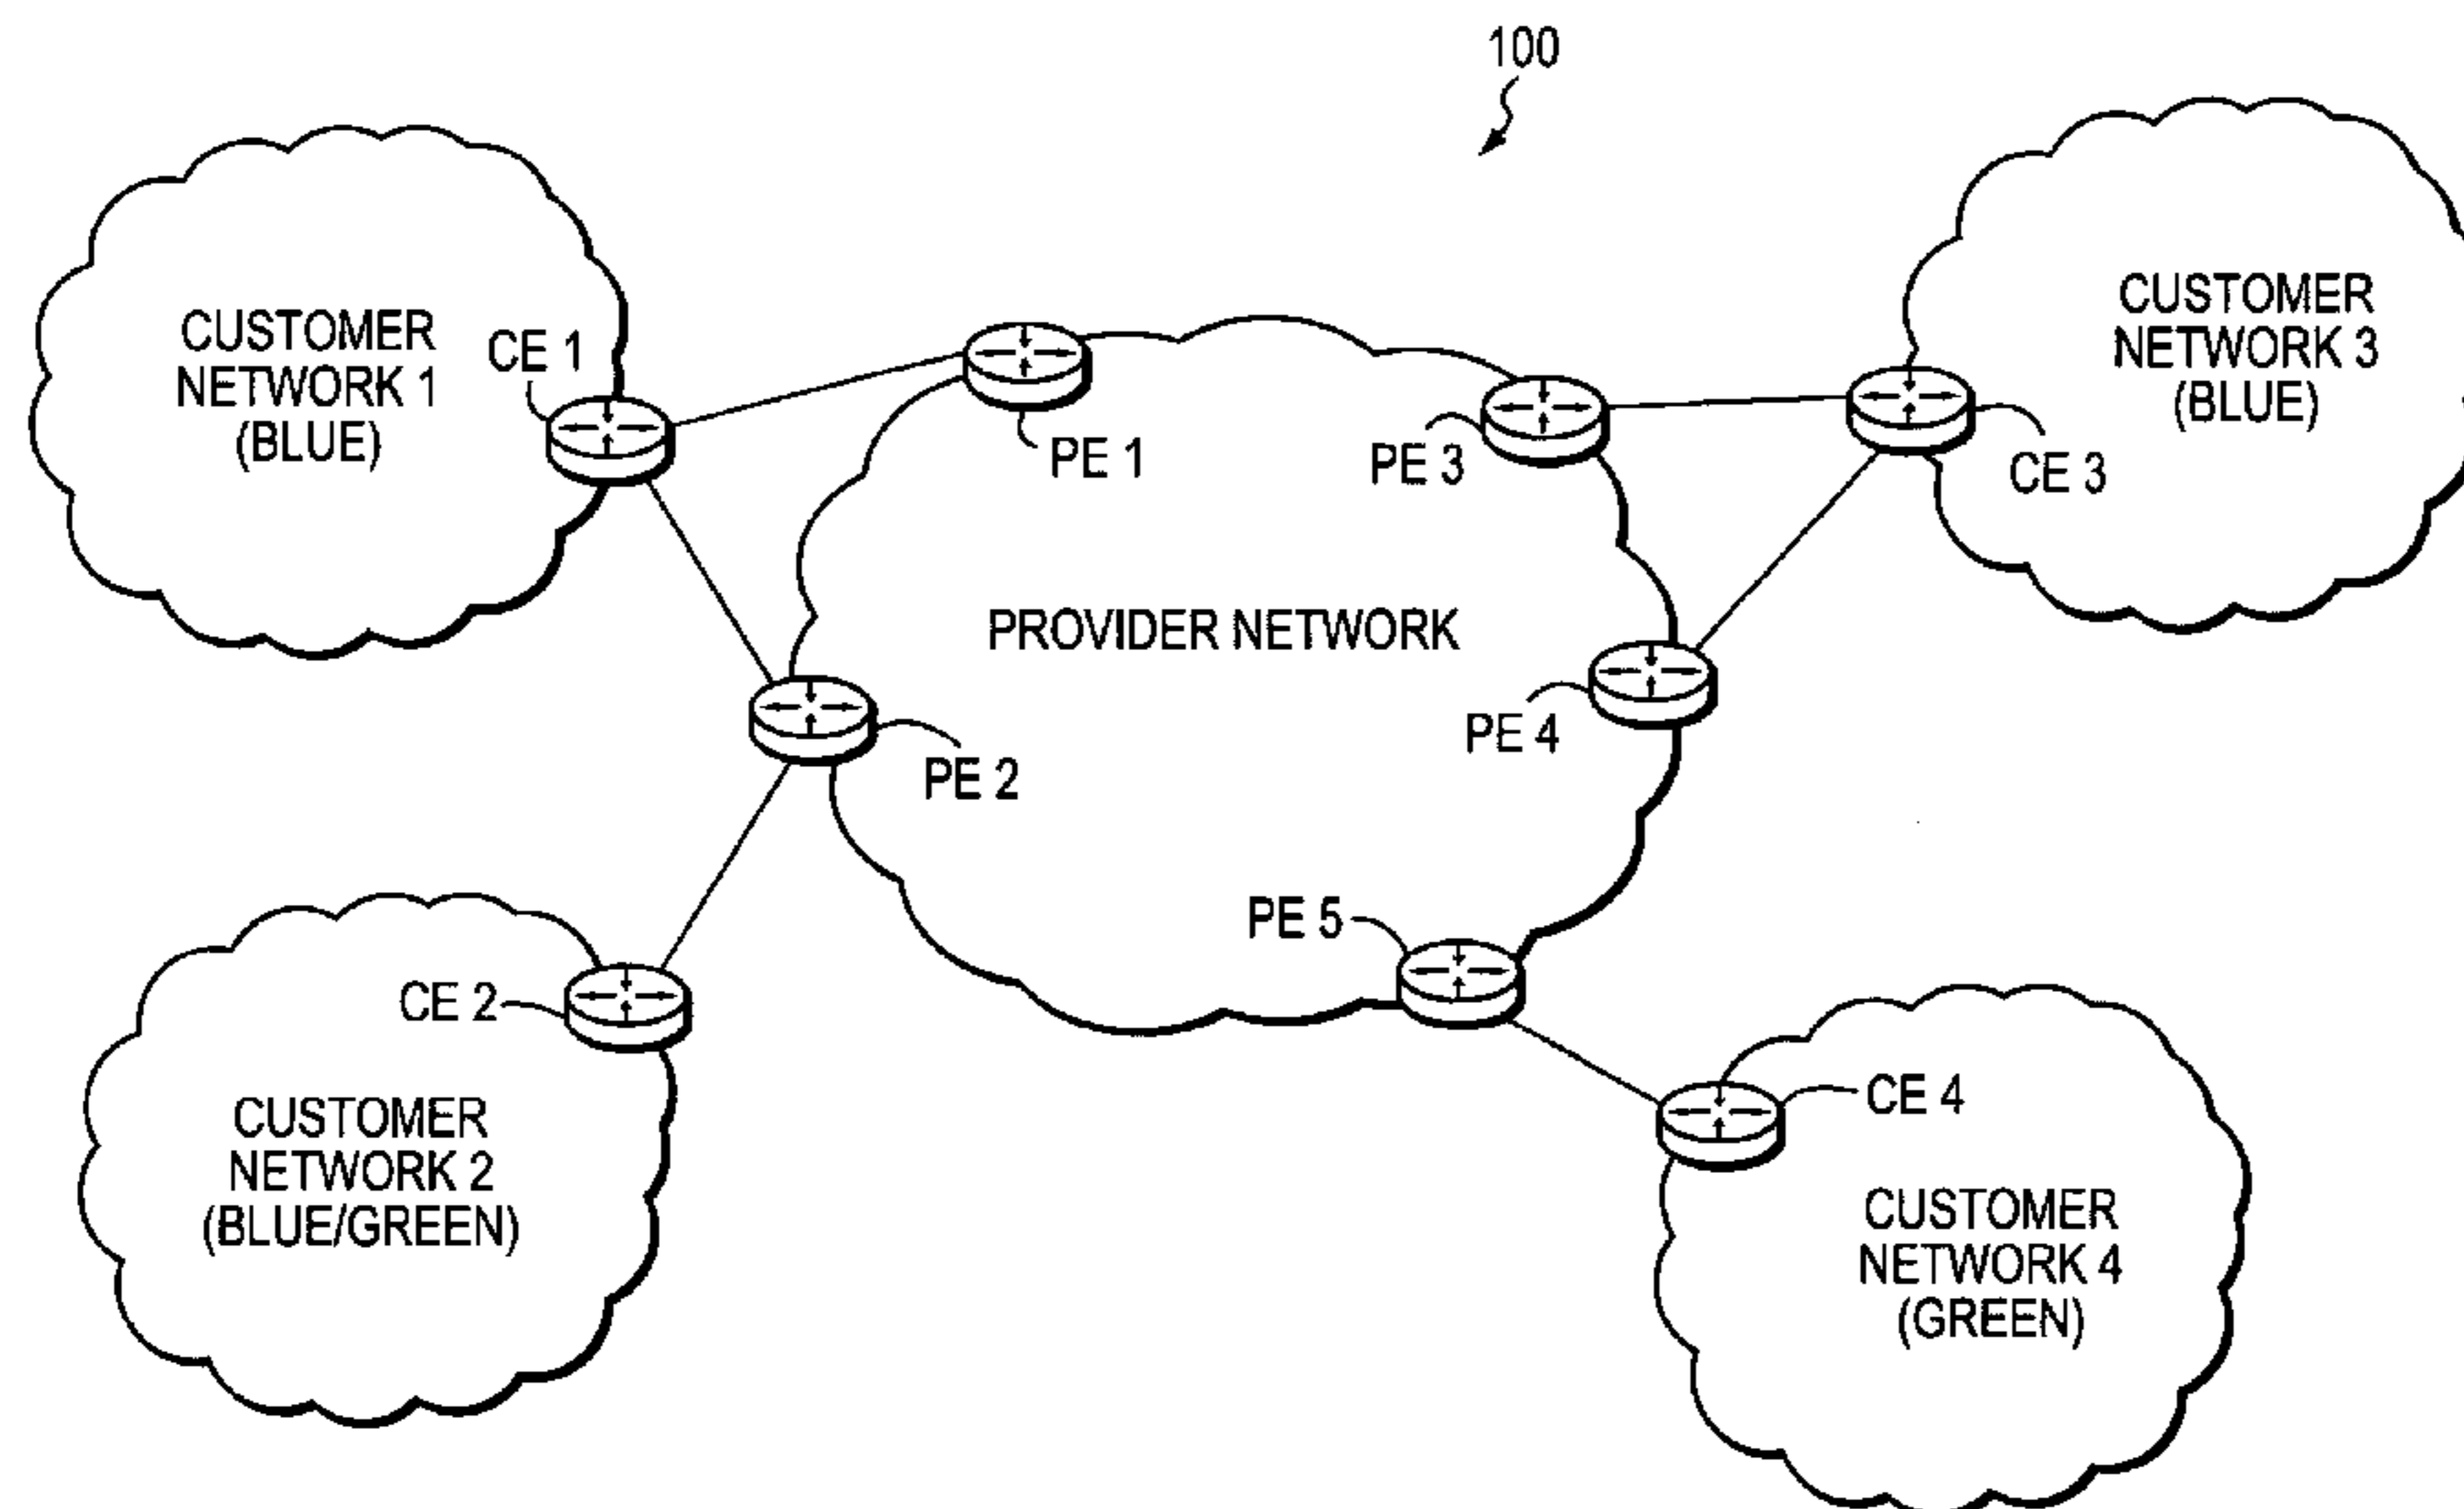 100
CUSTOMER
NETWORK 1
(BLUE)
CE 1
PE 1
PE 3
CUSTOMER
NETWORK 3
(BLUE)
CE 3
PROVIDER NETWORK
PE 2
PE 4
PE 5
CE 2
CUSTOMER
NETWORK 2
(BLUE/GREEN)
CE 4
CUSTOMER
NETWORK 4
(GREEN)